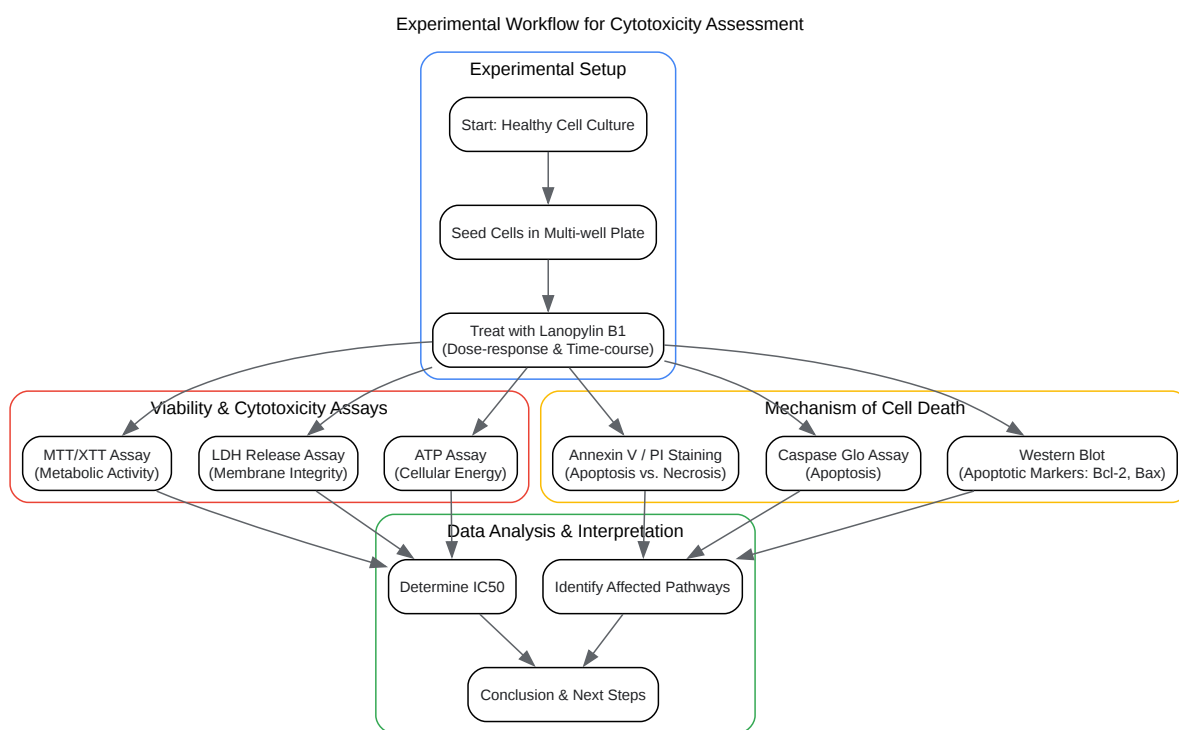 Experimental Workflow for Cytotoxicity Assessment
Experimental Setup
Start: Healthy Cell Culture
Seed Cells in Multi-well Plate
Treat with Lanopylin B1
(Dose-response & Time-course)
Viability & Cytotoxicity Assays
Mechanism of Cell Death
MTT/XTT Assay
(Metabolic Activity)
LDH Release Assay
(Membrane Integrity)
ATP Assay
(Cellular Energy)
Annexin V / PI Staining
(Apoptosis vs. Necrosis)
Caspase Glo Assay
(Apoptosis)
Western Blot
(Apoptotic Markers: Bcl-2, Bax)
Data Analysis & Interpretation
Determine IC50
Identify Affected Pathways
Conclusion & Next Steps